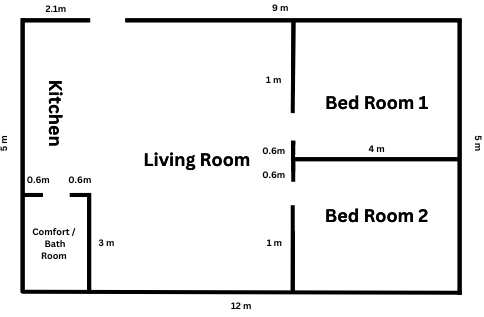 2.1m
9 m
1 m
Kitchen
Bed Room 1
5 m
5 m
0.6m
4 m
Living Room
0.6m
0.6m
0.6m
Bed Room 2
Comfort /
Bath
Room
3 m
1 m
12 m